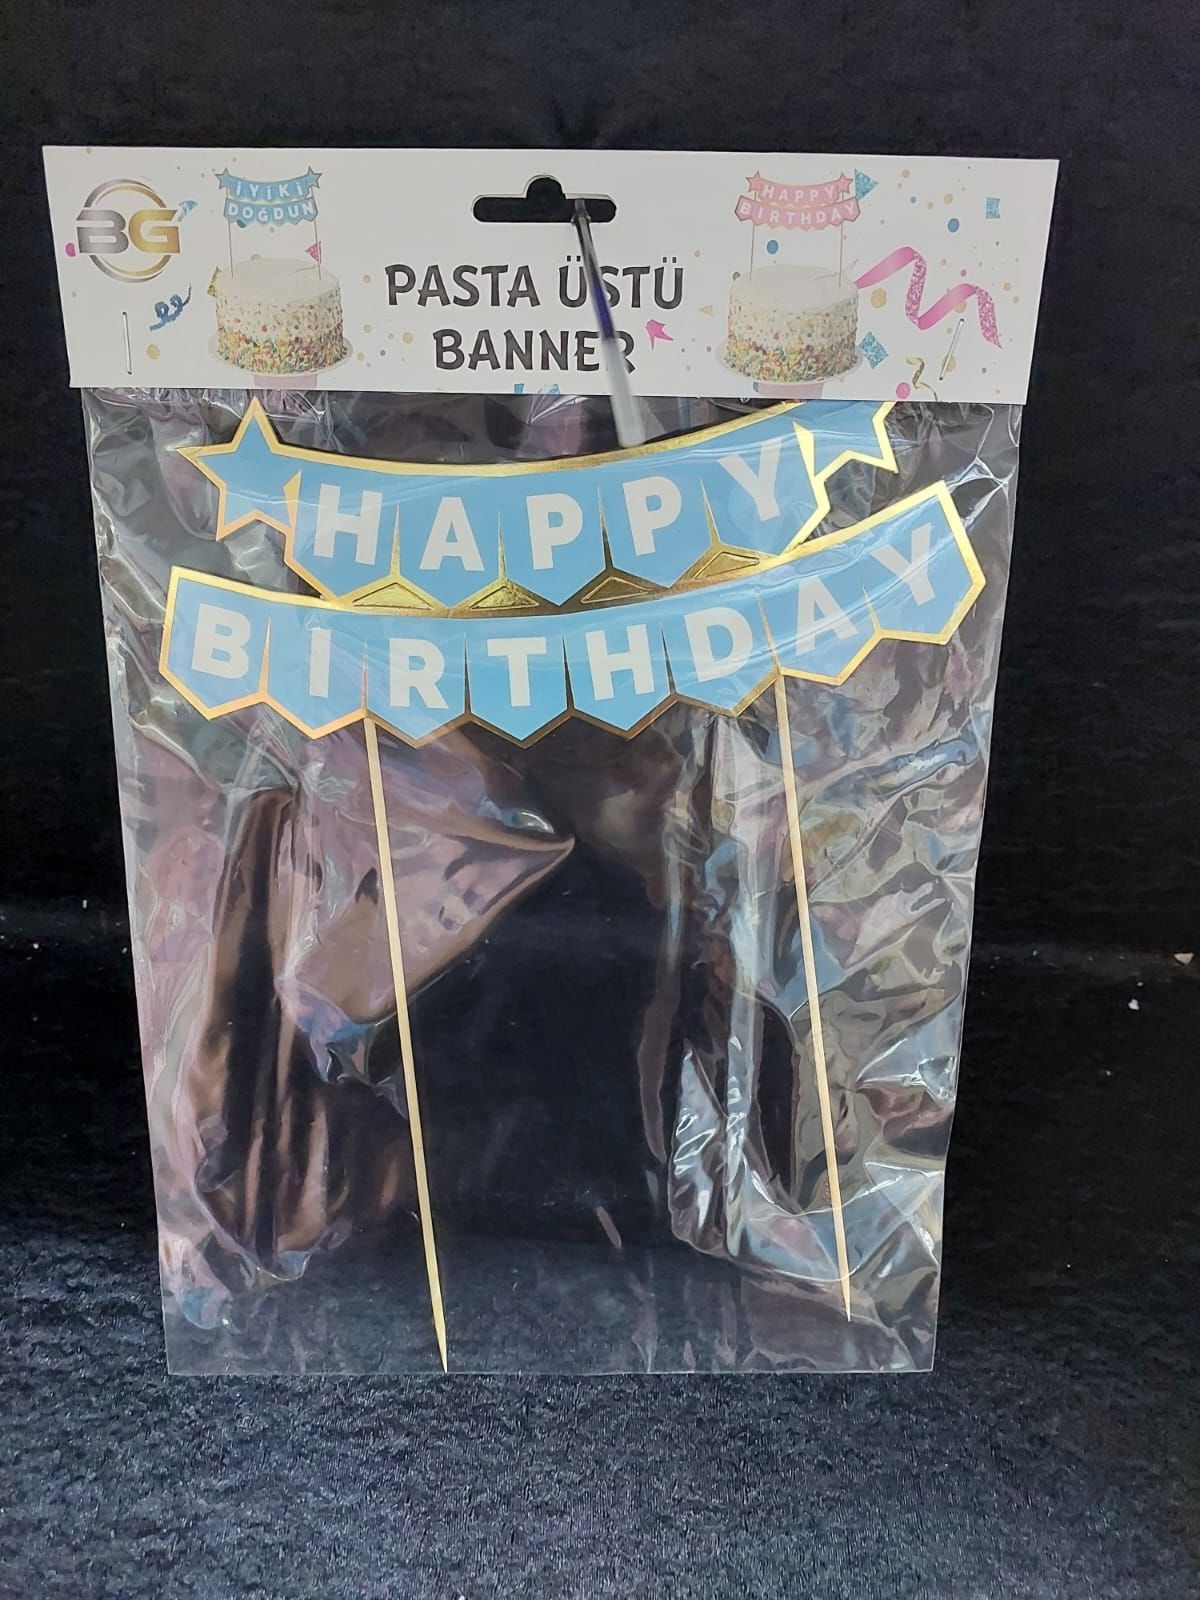 BG
İYİKİ
DOĞDUN
HAPPY
BIRTHDAY
PASTA ÜSTÜ
BANNER
HAPPY
BIRTHDAY